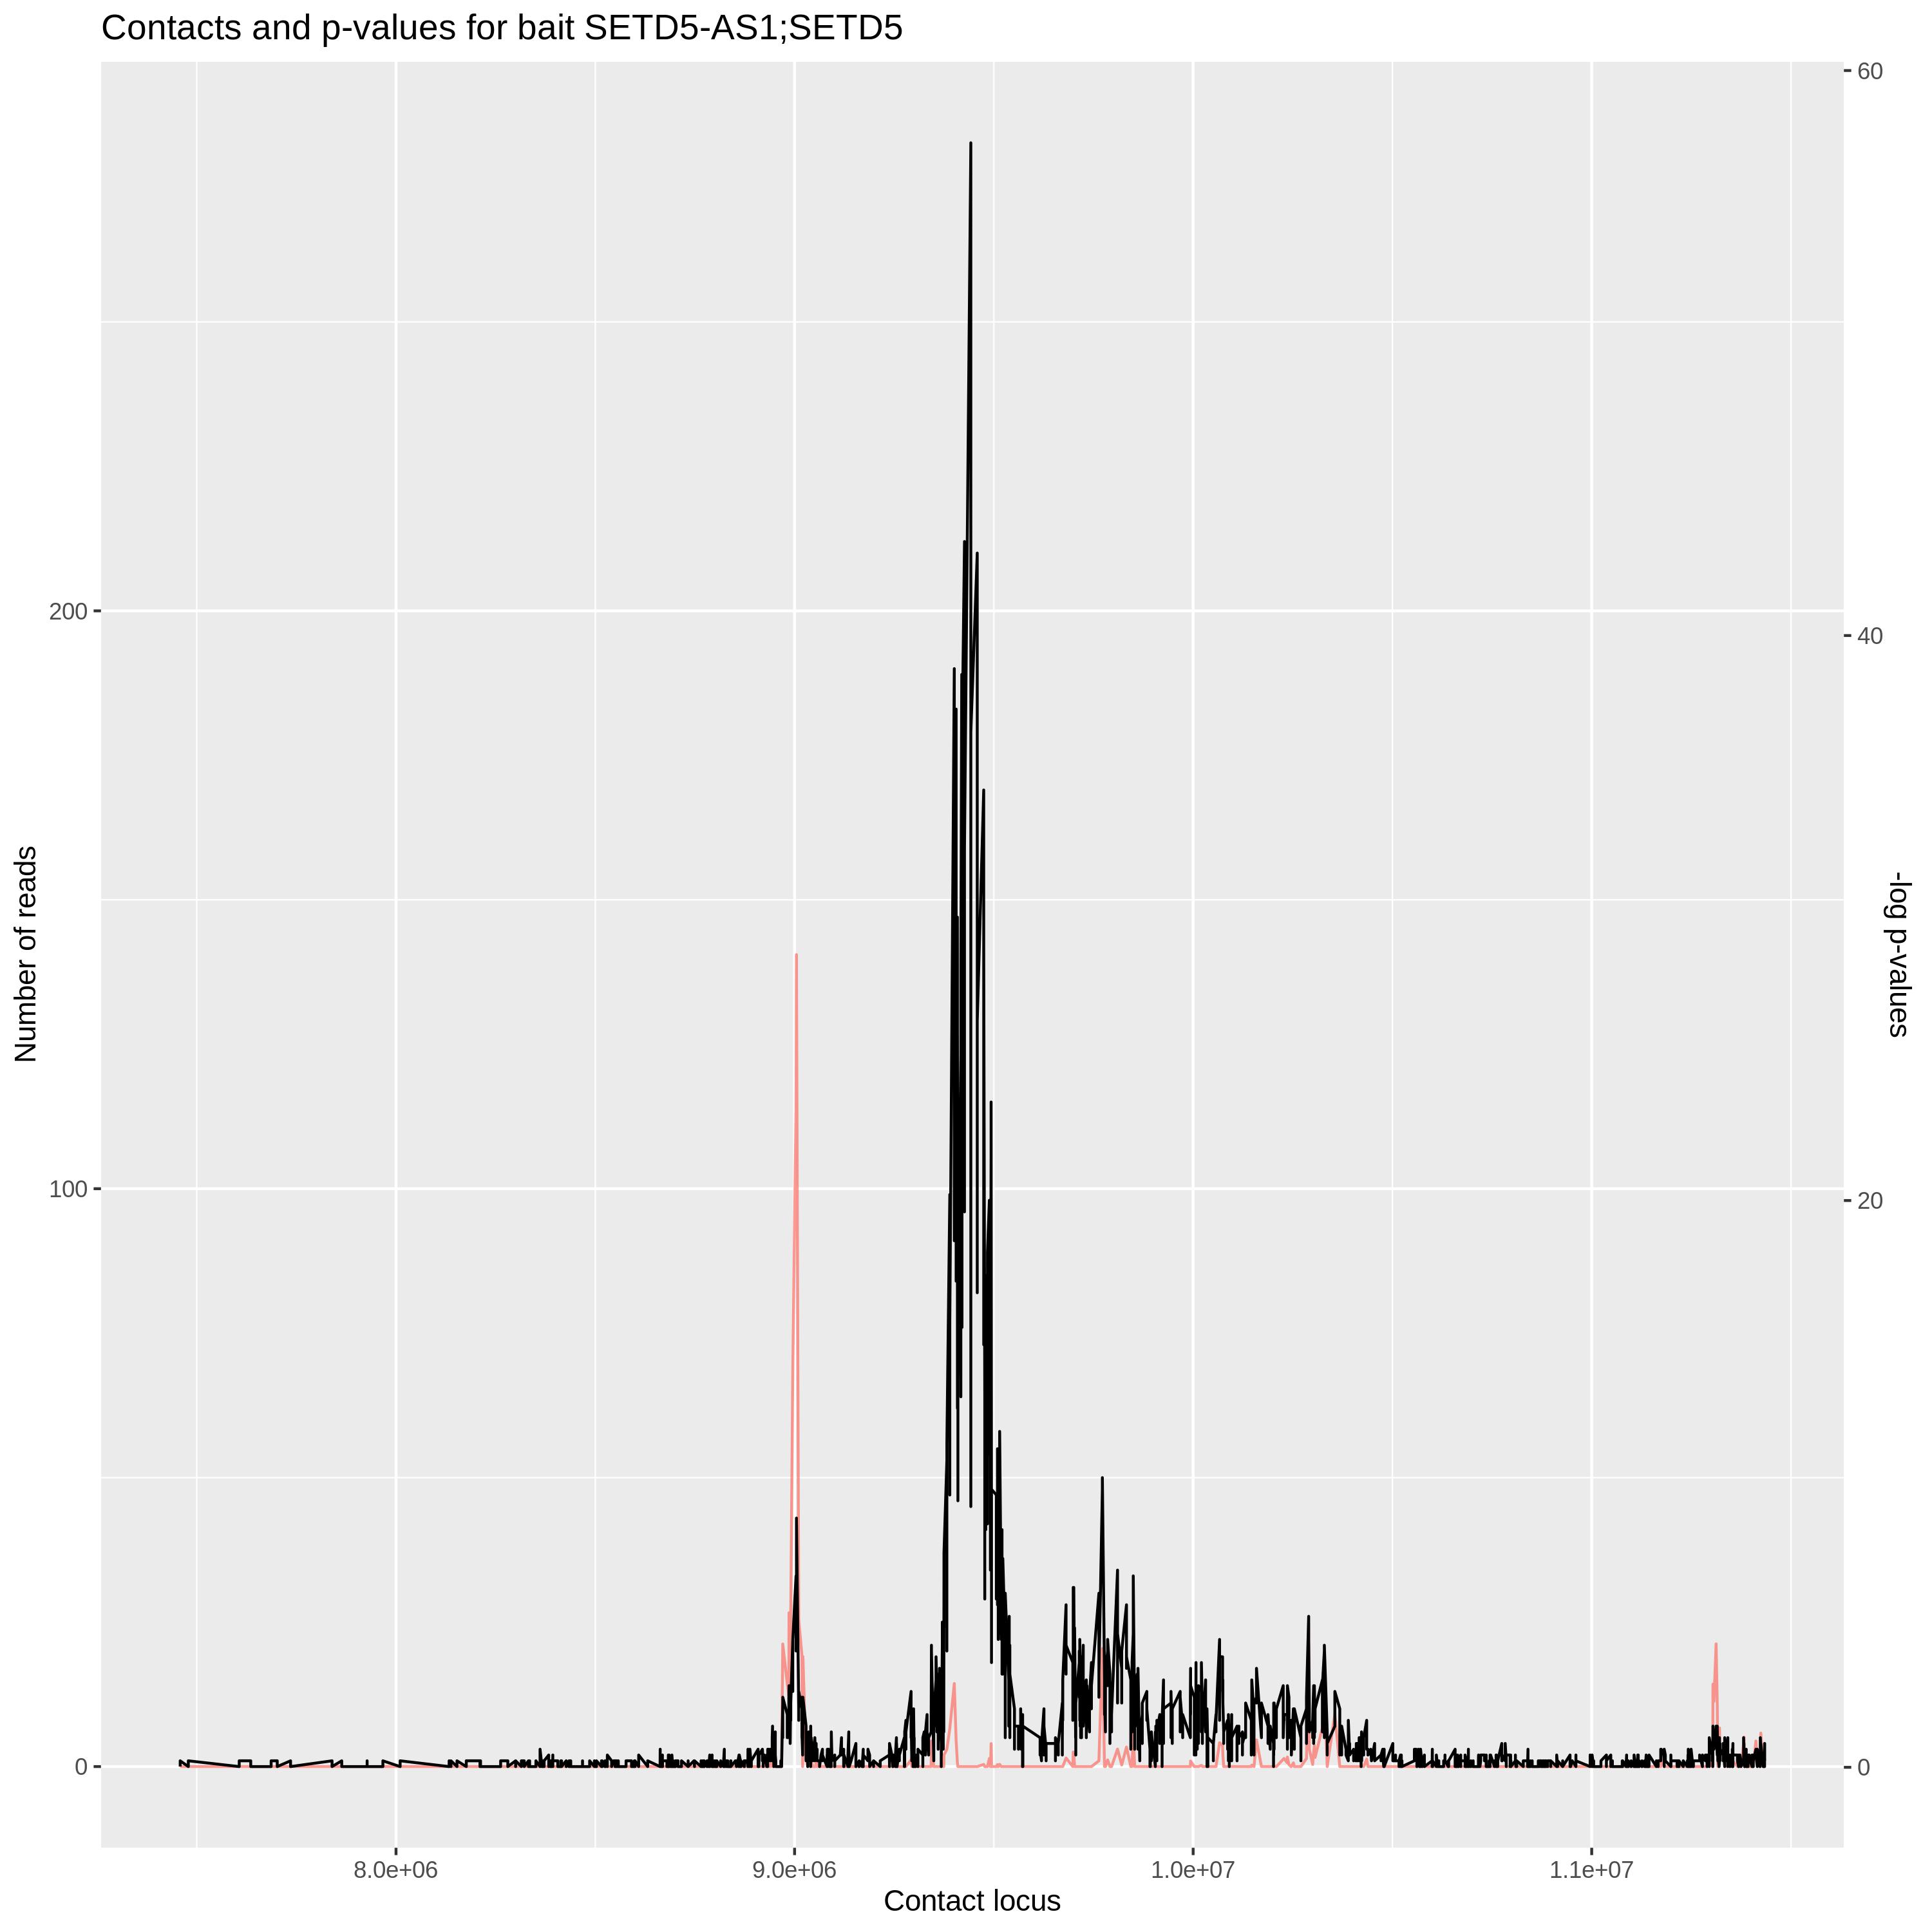 Contacts and p-values for bait SETD5-AS1;SETD5
60
200
40
Number of reads
-log p-values
100
20
0
0
8.0e+06
9.0e+06
1.0e+07
1.1e+07
Contact locus